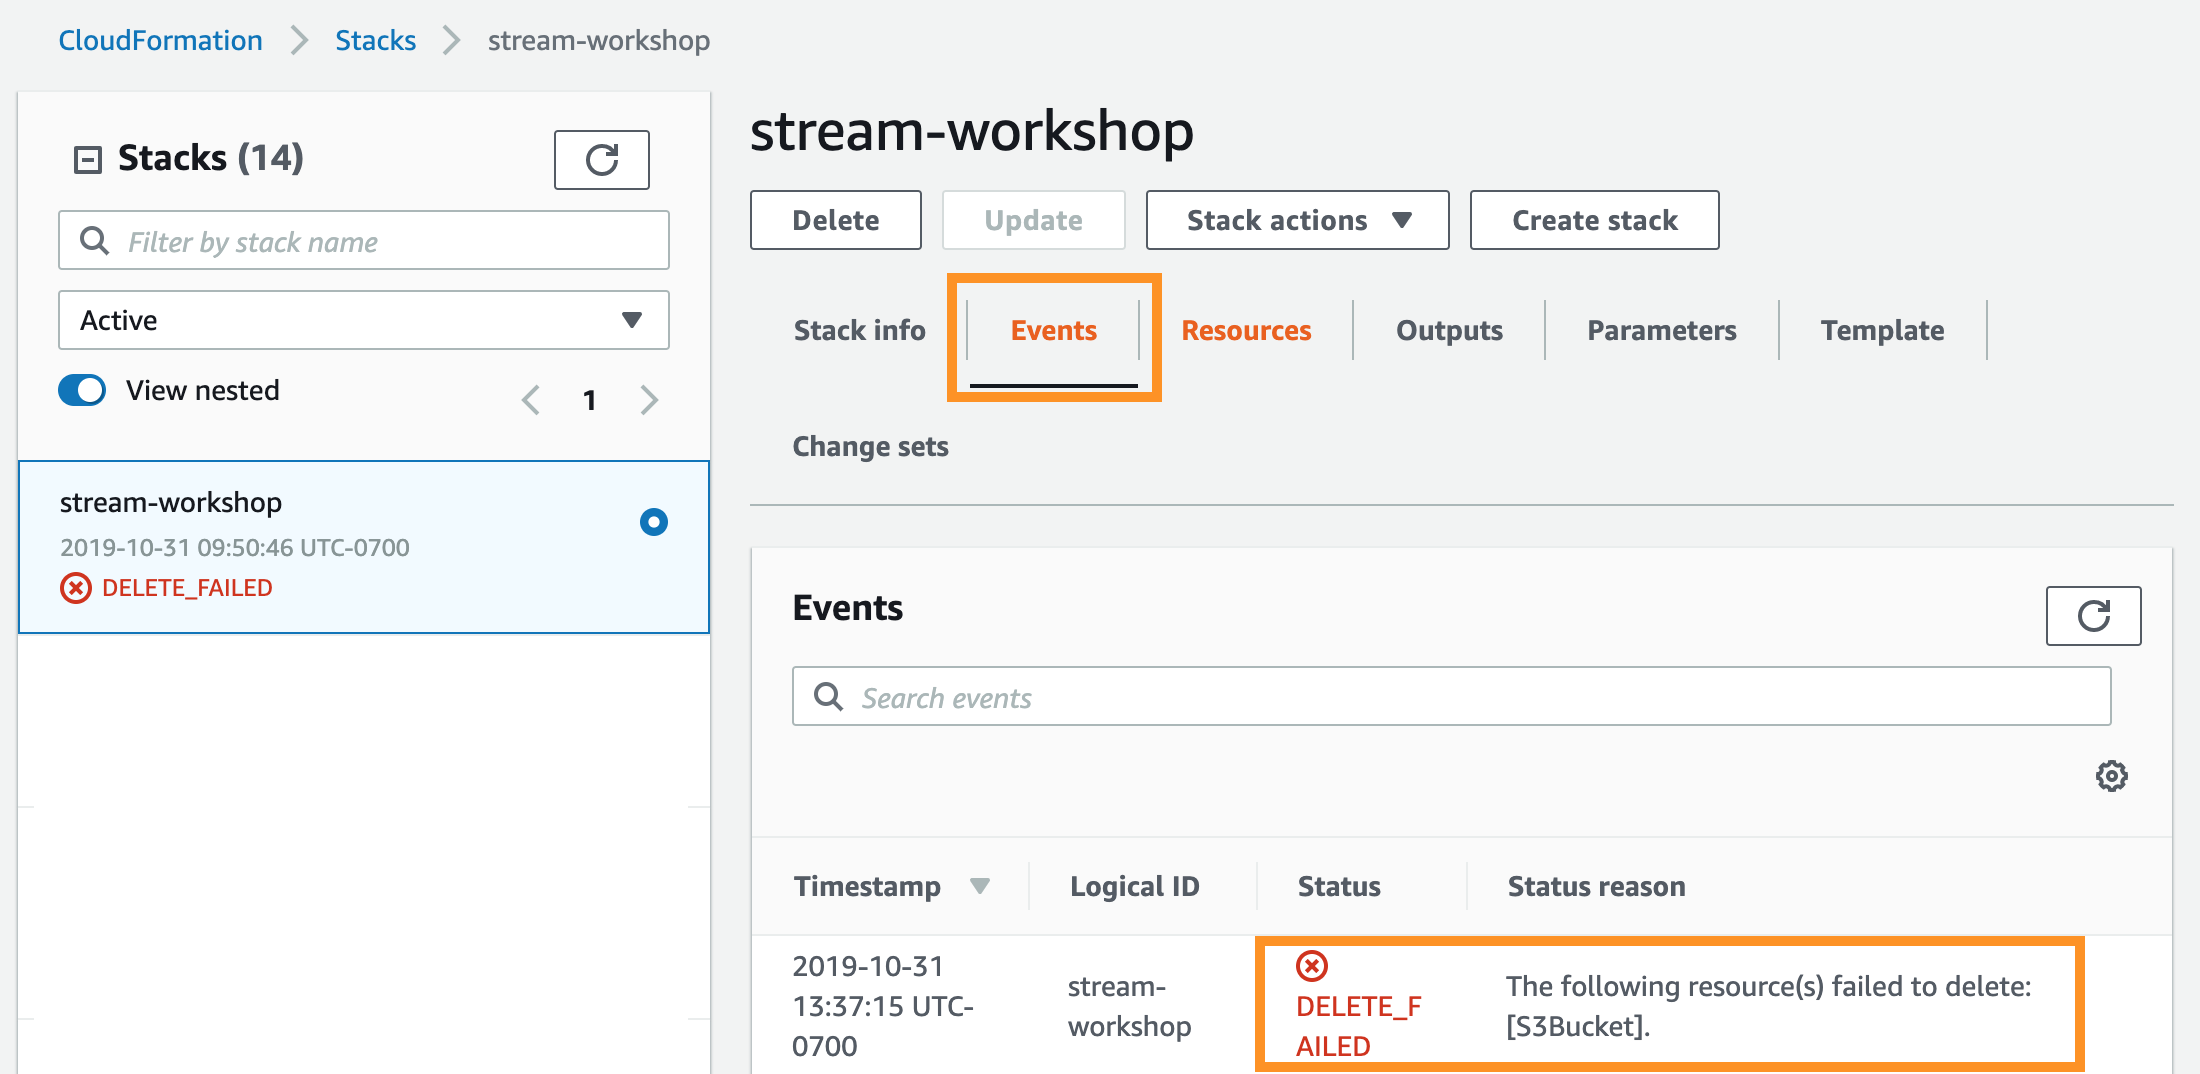 CloudFormation > Stacks > stream-workshop
Stacks (14)
Filter by stack name
Active
View nested
1
stream-workshop
2019-10-31 09:50:46 UTC-0700
DELETE_FAILED
stream-workshop
Delete Update Stack actions Create stack
Stack info Events Resources Outputs Parameters Template
Change sets
Events
Search events
Timestamp Logical ID Status Status reason
2019-10-31
13:37:15 UTC-
0700
stream-
workshop
DELETE_F
AILED
The following resource(s) failed to delete:
[S3Bucket].